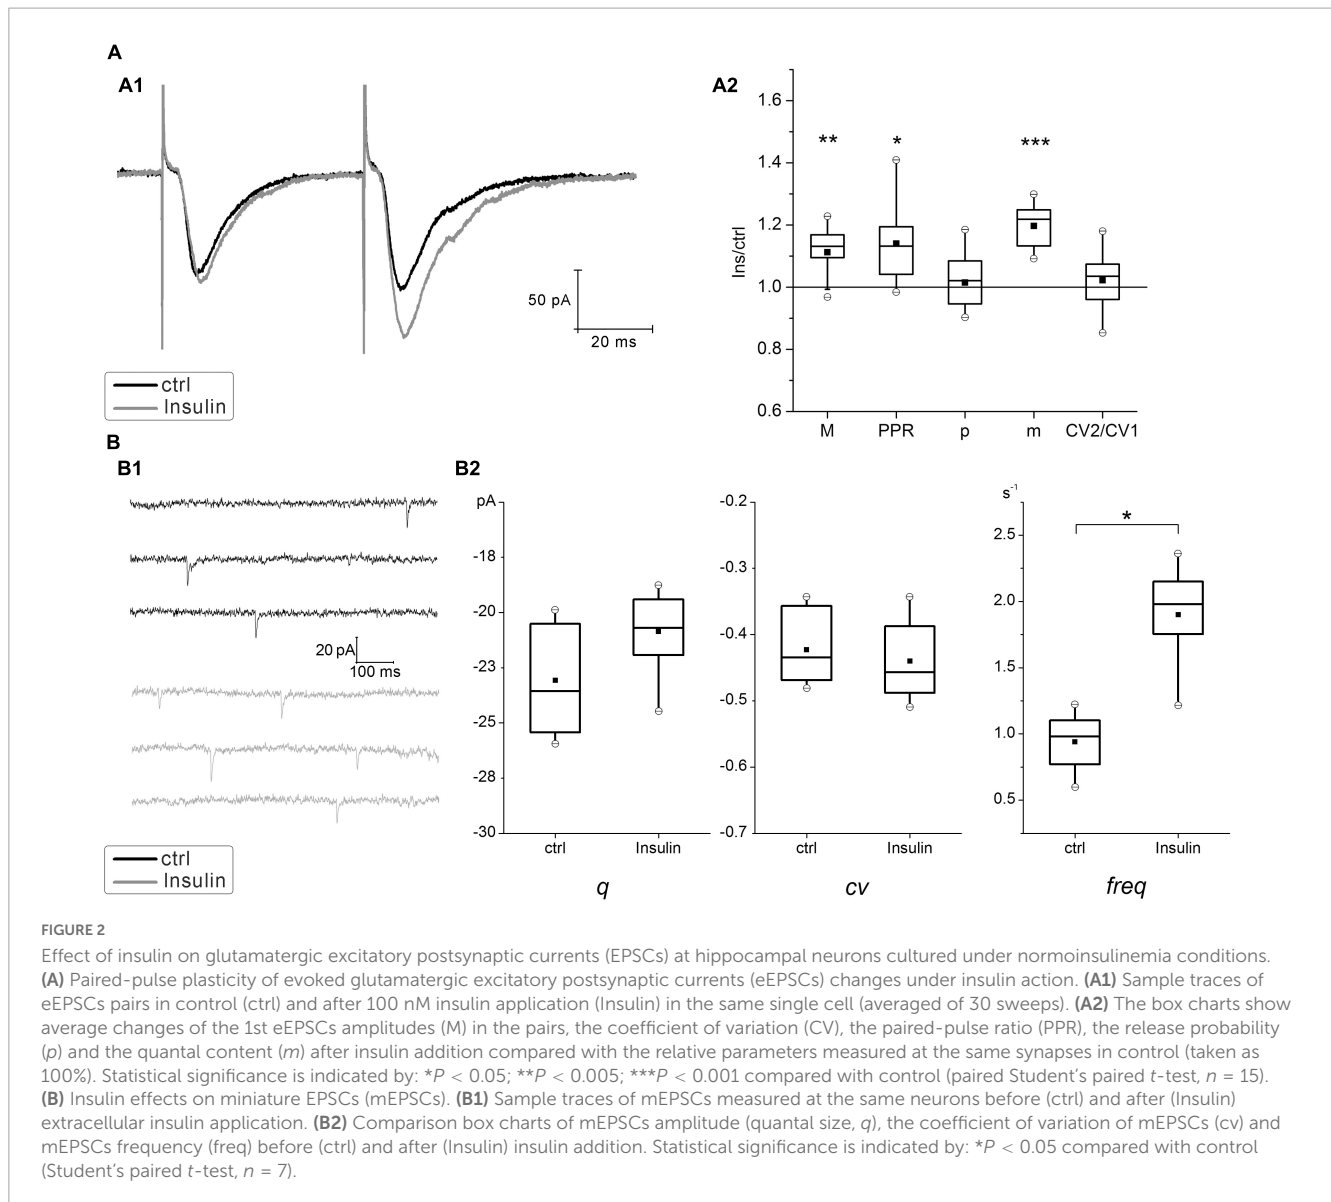 A
A1
50 pA
20 ms
ctrl
Insulin
A2
1.6
1.4
1.2
1.0
0.8
0.6
Ins/ctrl
** * ***
M PPR p m CV2/CV1
B
B1
20 pA
100 ms
ctrl
Insulin
B2
pA
-18
-20
-23
-25
-28
-30
ctrl Insulin
q
-0.2
-0.3
-0.4
-0.5
-0.6
-0.7
ctrl Insulin
cv
s⁻¹
2.5
2.0
1.5
1.0
0.5
*
ctrl Insulin
freq
FIGURE 2
Effect of insulin on glutamatergic excitatory postsynaptic currents (EPSCs) at hippocampal neurons cultured under normoinsulinemia conditions.
(A) Paired-pulse plasticity of evoked glutamatergic excitatory postsynaptic currents (eEPSCs) changes under insulin action. (A1) Sample traces of
eEPSCs pairs in control (ctrl) and after 100 nM insulin application (Insulin) in the same single cell (averaged of 30 sweeps). (A2) The box charts show
average changes of the 1st eEPSCs amplitudes (M) in the pairs, the coefficient of variation (CV), the paired-pulse ratio (PPR), the release probability
(p) and the quantal content (m) after insulin addition compared with the relative parameters measured at the same synapses in control (taken as
100%). Statistical significance is indicated by: *P < 0.05; **P < 0.005; ***P < 0.001 compared with control (paired Student's paired t-test, n = 15).
(B) Insulin effects on miniature EPSCs (mEPSCs). (B1) Sample traces of mEPSCs measured at the same neurons before (ctrl) and after (Insulin)
extracellular insulin application. (B2) Comparison box charts of mEPSCs amplitude (quantal size, q), the coefficient of variation of mEPSCs (cv) and
mEPSCs frequency (freq) before (ctrl) and after (Insulin) insulin addition. Statistical significance is indicated by: *P < 0.05 compared with control
(Student's paired t-test, n = 7).